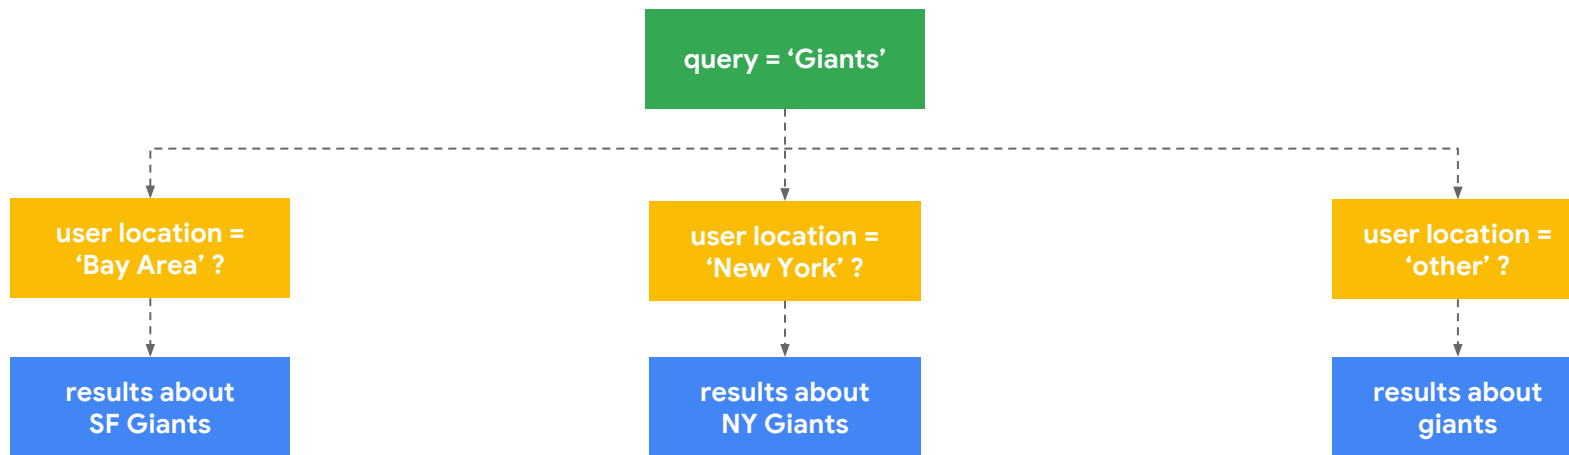 query = ‘Giants’
user location =
‘Bay Area’ ?
user location =
‘New York’ ?
user location =
‘other’ ?
results about
SF Giants
results about
NY Giants
results about
giants